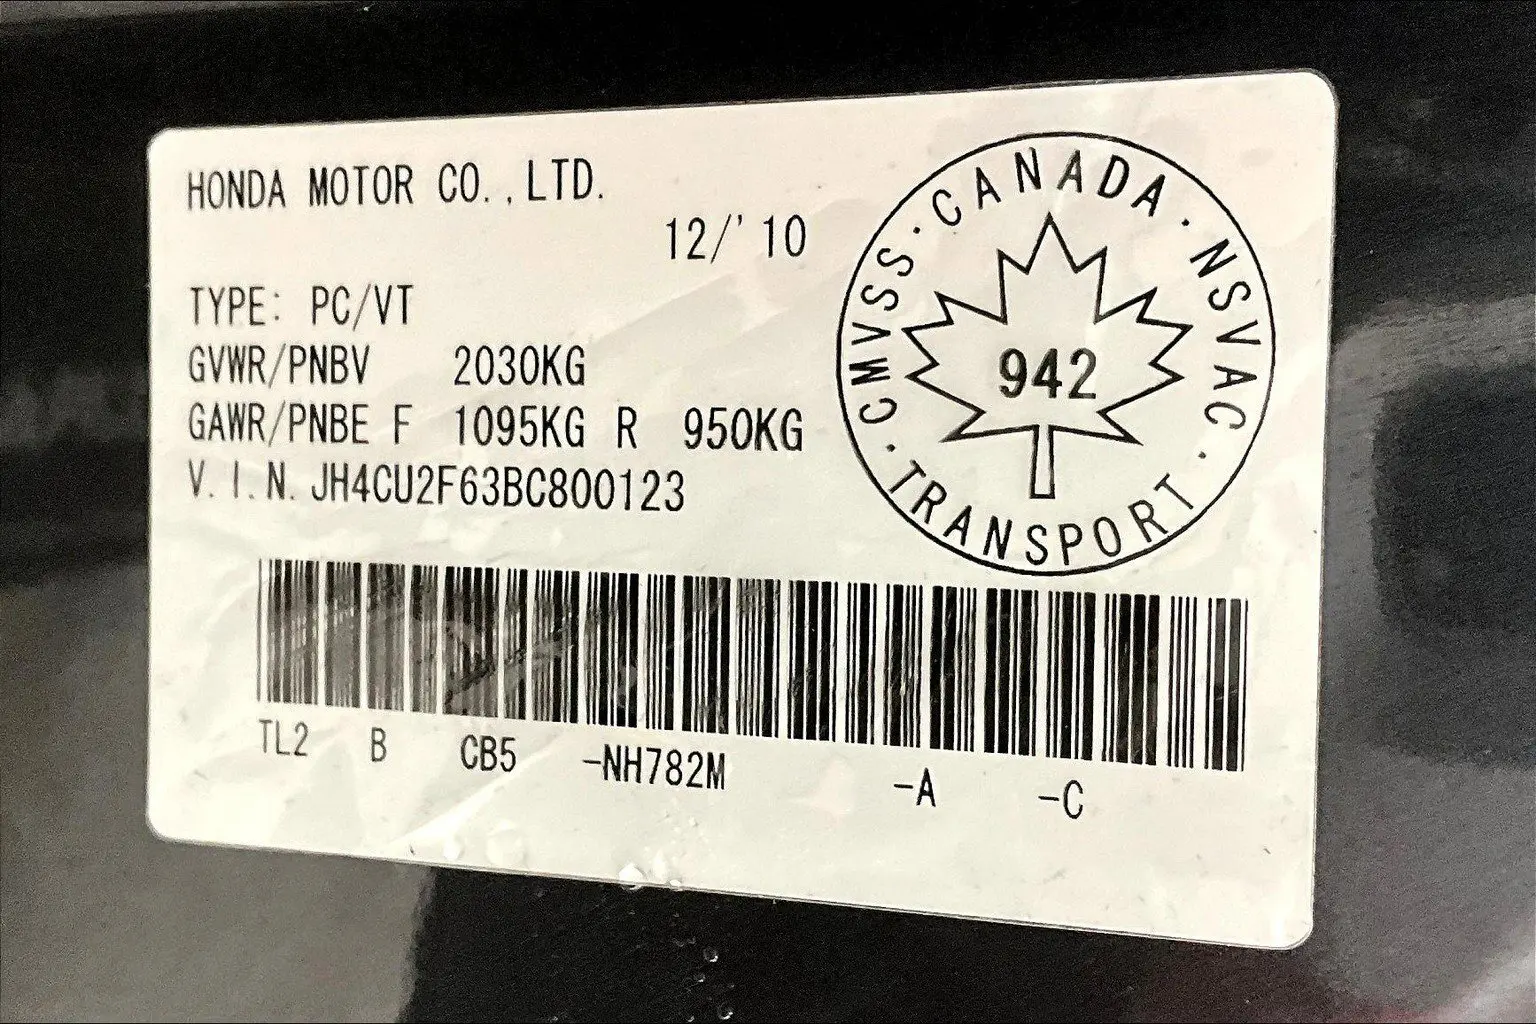 HONDA MOTOR CO.,LTD.
12/'10
TYPE: PC/VT
GVWR/PNBV 2030KG
GAWR/PNBE F 1095KG R 950KG
V.I.N. JH4CU2F63BC800123
CMVSS · CANADA · NSVAC · TRANSPORT ·
942
TL2 B CB5 -NH782M -A -C